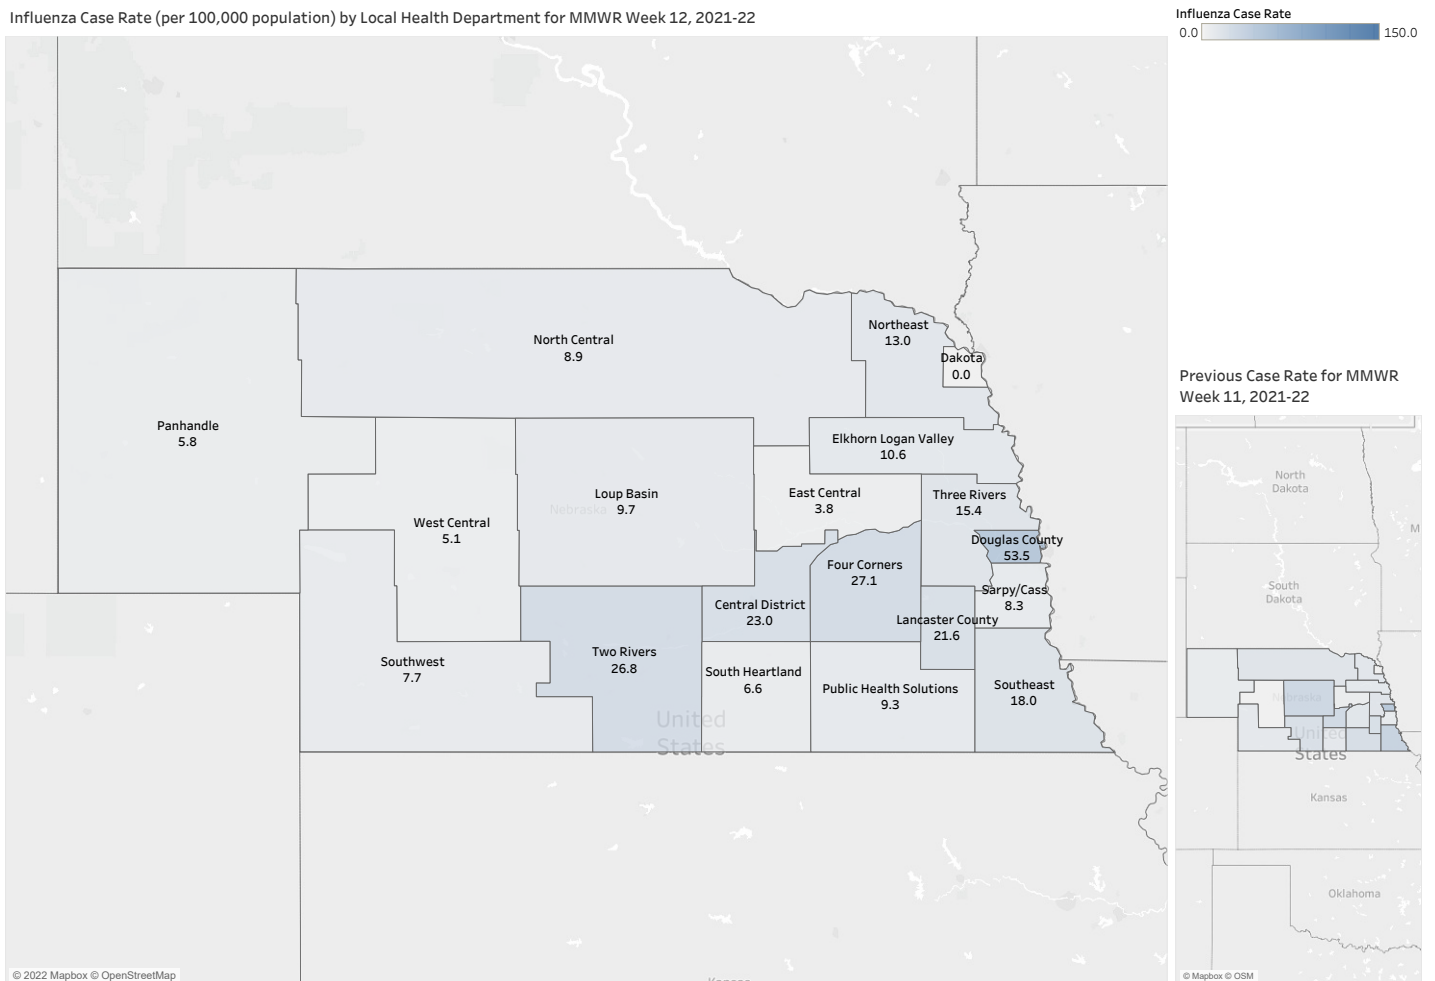 Influenza Case Rate (per 100,000 population) by Local Health Department for MMWR Week 12, 2021-22
Influenza Case Rate
0.0
150.0
Northeast
13.0
North Central
8.9
Dakota
0.0
Panhandle
5.8
Elkhorn Logan Valley
10.6
Loup Basin
9.7
Nebraska
East Central
3.8
Three Rivers
15.4
West Central
5.1
Douglas County
53.5
Four Corners
27.1
Sarpy/Cass
8.3
Central District
23.0
Lancaster County
21.6
Two Rivers
26.8
Southwest
7.7
South Heartland
6.6
Public Health Solutions
9.3
Southeast
18.0
United
States
© 2022 Mapbox © OpenStreetMap
Previous Case Rate for MMWR
Week 11, 2021-22
North
Dakota
M
South
Dakota
Nebraska
United
States
Kansas
Oklahoma
© Mapbox © OSM